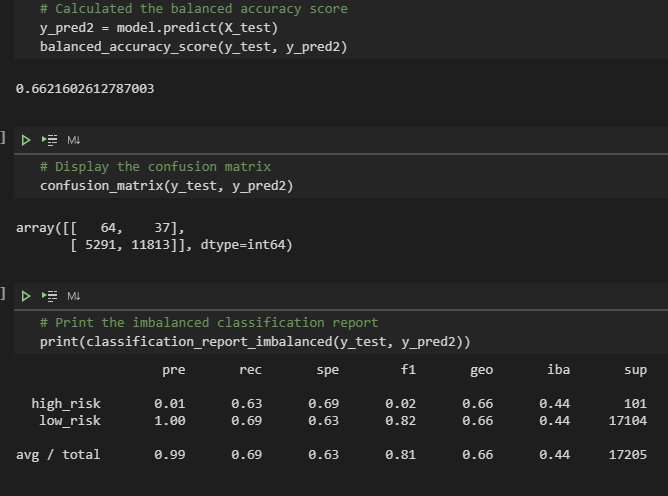 # Calculated the balanced accuracy score
y_pred2 = model.predict(X_test)
balanced_accuracy_score(y_test, y_pred2)
0.6621602612787003
]
M↓
# Display the confusion matrix
confusion_matrix(y_test, y_pred2)
array([[   64,    37],
       [ 5291, 11813]], dtype=int64)
]
M↓
# Print the imbalanced classification report
print(classification_report_imbalanced(y_test, y_pred2))
pre rec spe f1 geo iba sup
high_risk 0.01 0.63 0.69 0.02 0.66 0.44 101
low_risk 1.00 0.69 0.63 0.82 0.66 0.44 17104
avg / total 0.99 0.69 0.63 0.81 0.66 0.44 17205